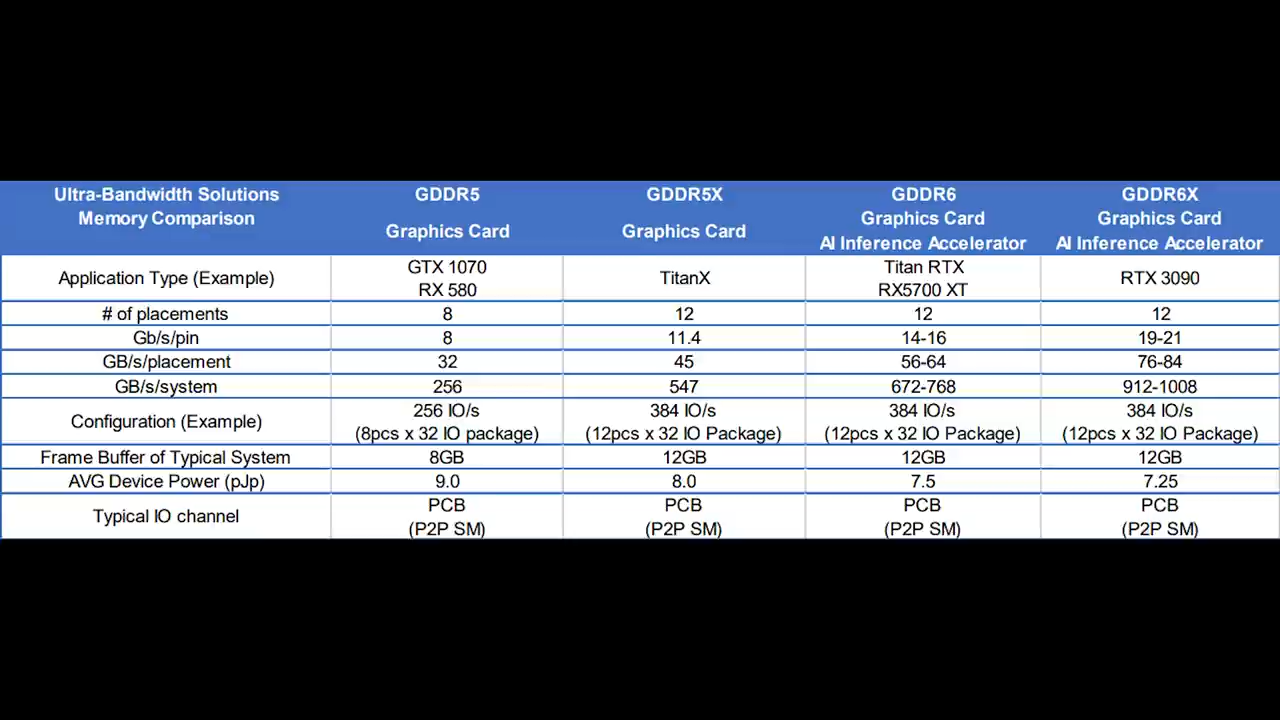 Ultra-Bandwidth Solutions
Memory Comparison
GDDR5
Graphics Card
GDDR5X
Graphics Card
GDDR6
Graphics Card
AI Inference Accelerator
GDDR6X
Graphics Card
AI Inference Accelerator
Application Type (Example)
GTX 1070
RX 580
TitanX
Titan RTX
RX5700 XT
RTX 3090
# of placements
8
12
12
12
Gb/s/pin
8
11.4
14-16
19-21
GB/s/placement
32
45
56-64
76-84
GB/s/system
256
547
672-768
912-1008
Configuration (Example)
256 IO/s
(8pcs x 32 IO package)
384 IO/s
(12pcs x 32 IO Package)
384 IO/s
(12pcs x 32 IO Package)
384 IO/s
(12pcs x 32 IO Package)
Frame Buffer of Typical System
8GB
12GB
12GB
12GB
AVG Device Power (pJp)
9.0
8.0
7.5
7.25
Typical IO channel
PCB
(P2P SM)
PCB
(P2P SM)
PCB
(P2P SM)
PCB
(P2P SM)